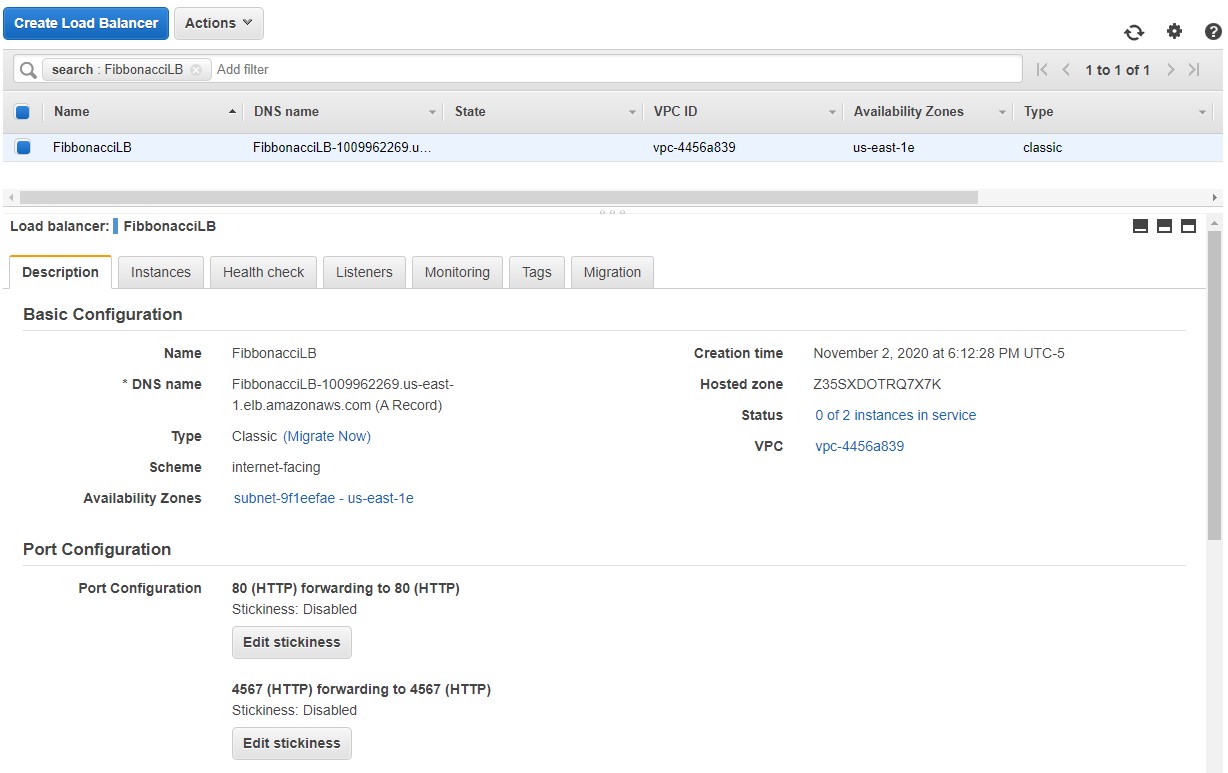 Create Load Balancer Actions
search : FibbonacciLB Add filter 1 to 1 of 1
Name DNS name State VPC ID Availability Zones Type
FibbonacciLB FibbonacciLB-1009962269.u... vpc-4456a839 us-east-1e classic
Load balancer: FibbonacciLB
Description Instances Health check Listeners Monitoring Tags Migration
Basic Configuration
Name FibbonacciLB Creation time November 2, 2020 at 6:12:28 PM UTC-5
* DNS name FibbonacciLB-1009962269.us-east- Hosted zone Z35SXDOTRQ7X7K
1.elb.amazonaws.com (A Record)
Status 0 of 2 instances in service
Type Classic (Migrate Now)
VPC vpc-4456a839
Scheme internet-facing
Availability Zones subnet-9f1eefae - us-east-1e
Port Configuration
Port Configuration 80 (HTTP) forwarding to 80 (HTTP)
Stickiness: Disabled
Edit stickiness
4567 (HTTP) forwarding to 4567 (HTTP)
Stickiness: Disabled
Edit stickiness